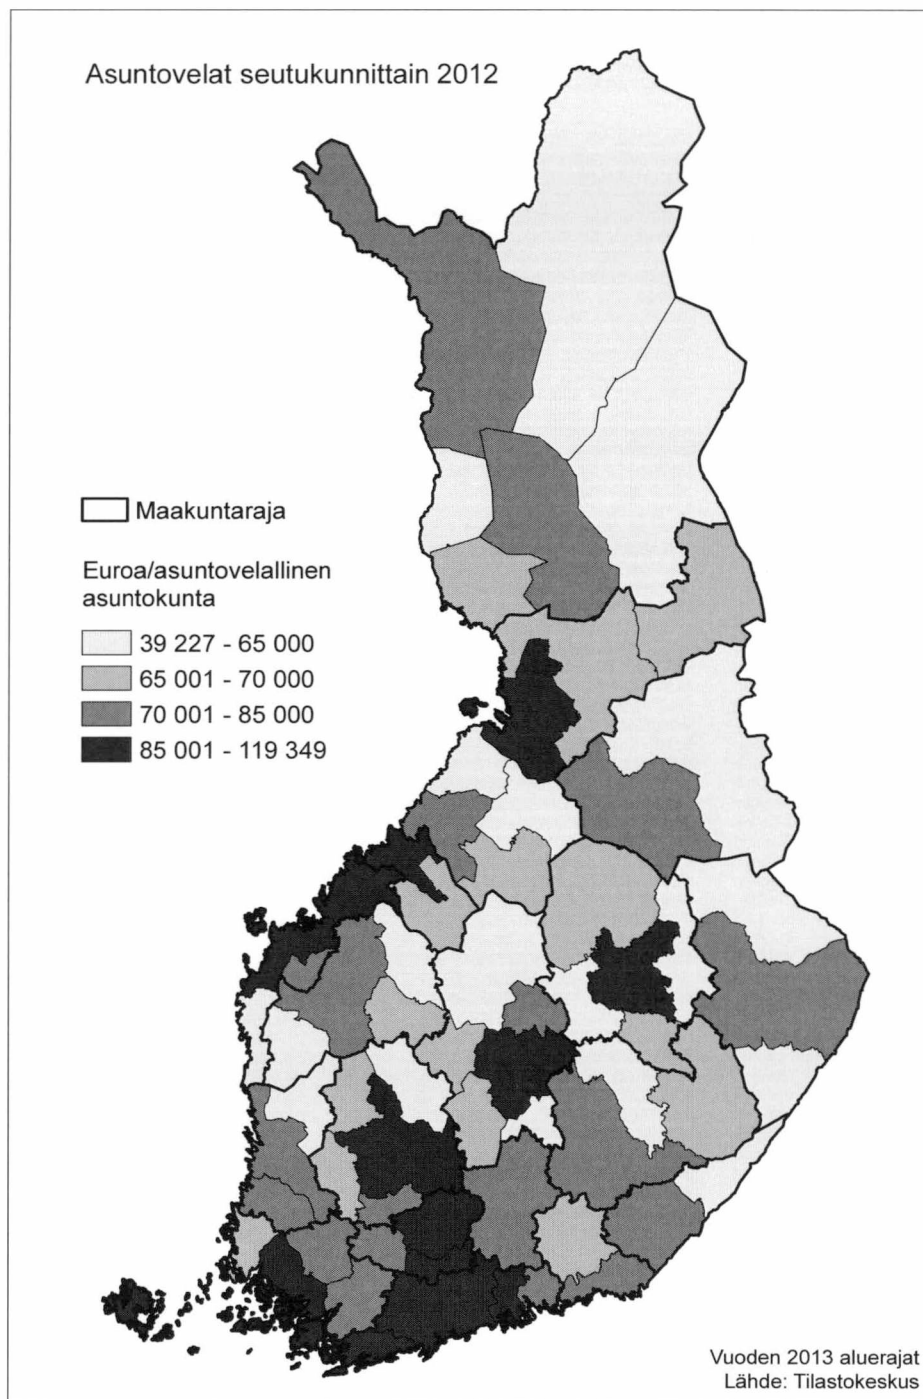 Asuntovelat seutukunnittain 2012
Maakuntaraja
Euroa/asuntovelallinen
asuntokunta
39 227 - 65 000
65 001 - 70 000
70 001 - 85 000
85 001 - 119 349
Vuoden 2013 aluerajat
Lähde: Tilastokeskus